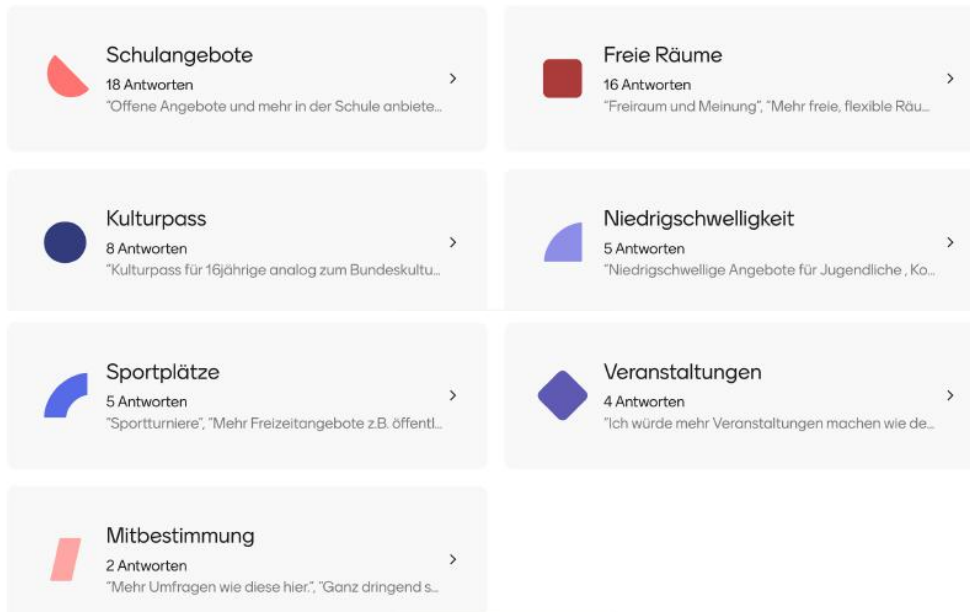 Schulangebote
18 Antworten
"Offene Angebote und mehr in der Schule anbiete...
Freie Räume
16 Antworten
"Freiraum und Meinung", "Mehr freie, flexible Räu...
Kulturpass
8 Antworten
"Kulturpass für 16jährige analog zum Bundeskultu...
Niedrigschwelligkeit
5 Antworten
"Niedrigschwellige Angebote für Jugendliche , Ko...
Sportplätze
5 Antworten
"Sportturniere", "Mehr Freizeitangebote z.B. öffentl...
Veranstaltungen
4 Antworten
"Ich würde mehr Veranstaltungen machen wie de...
Mitbestimmung
2 Antworten
"Mehr Umfragen wie diese hier.", "Ganz dringend s...